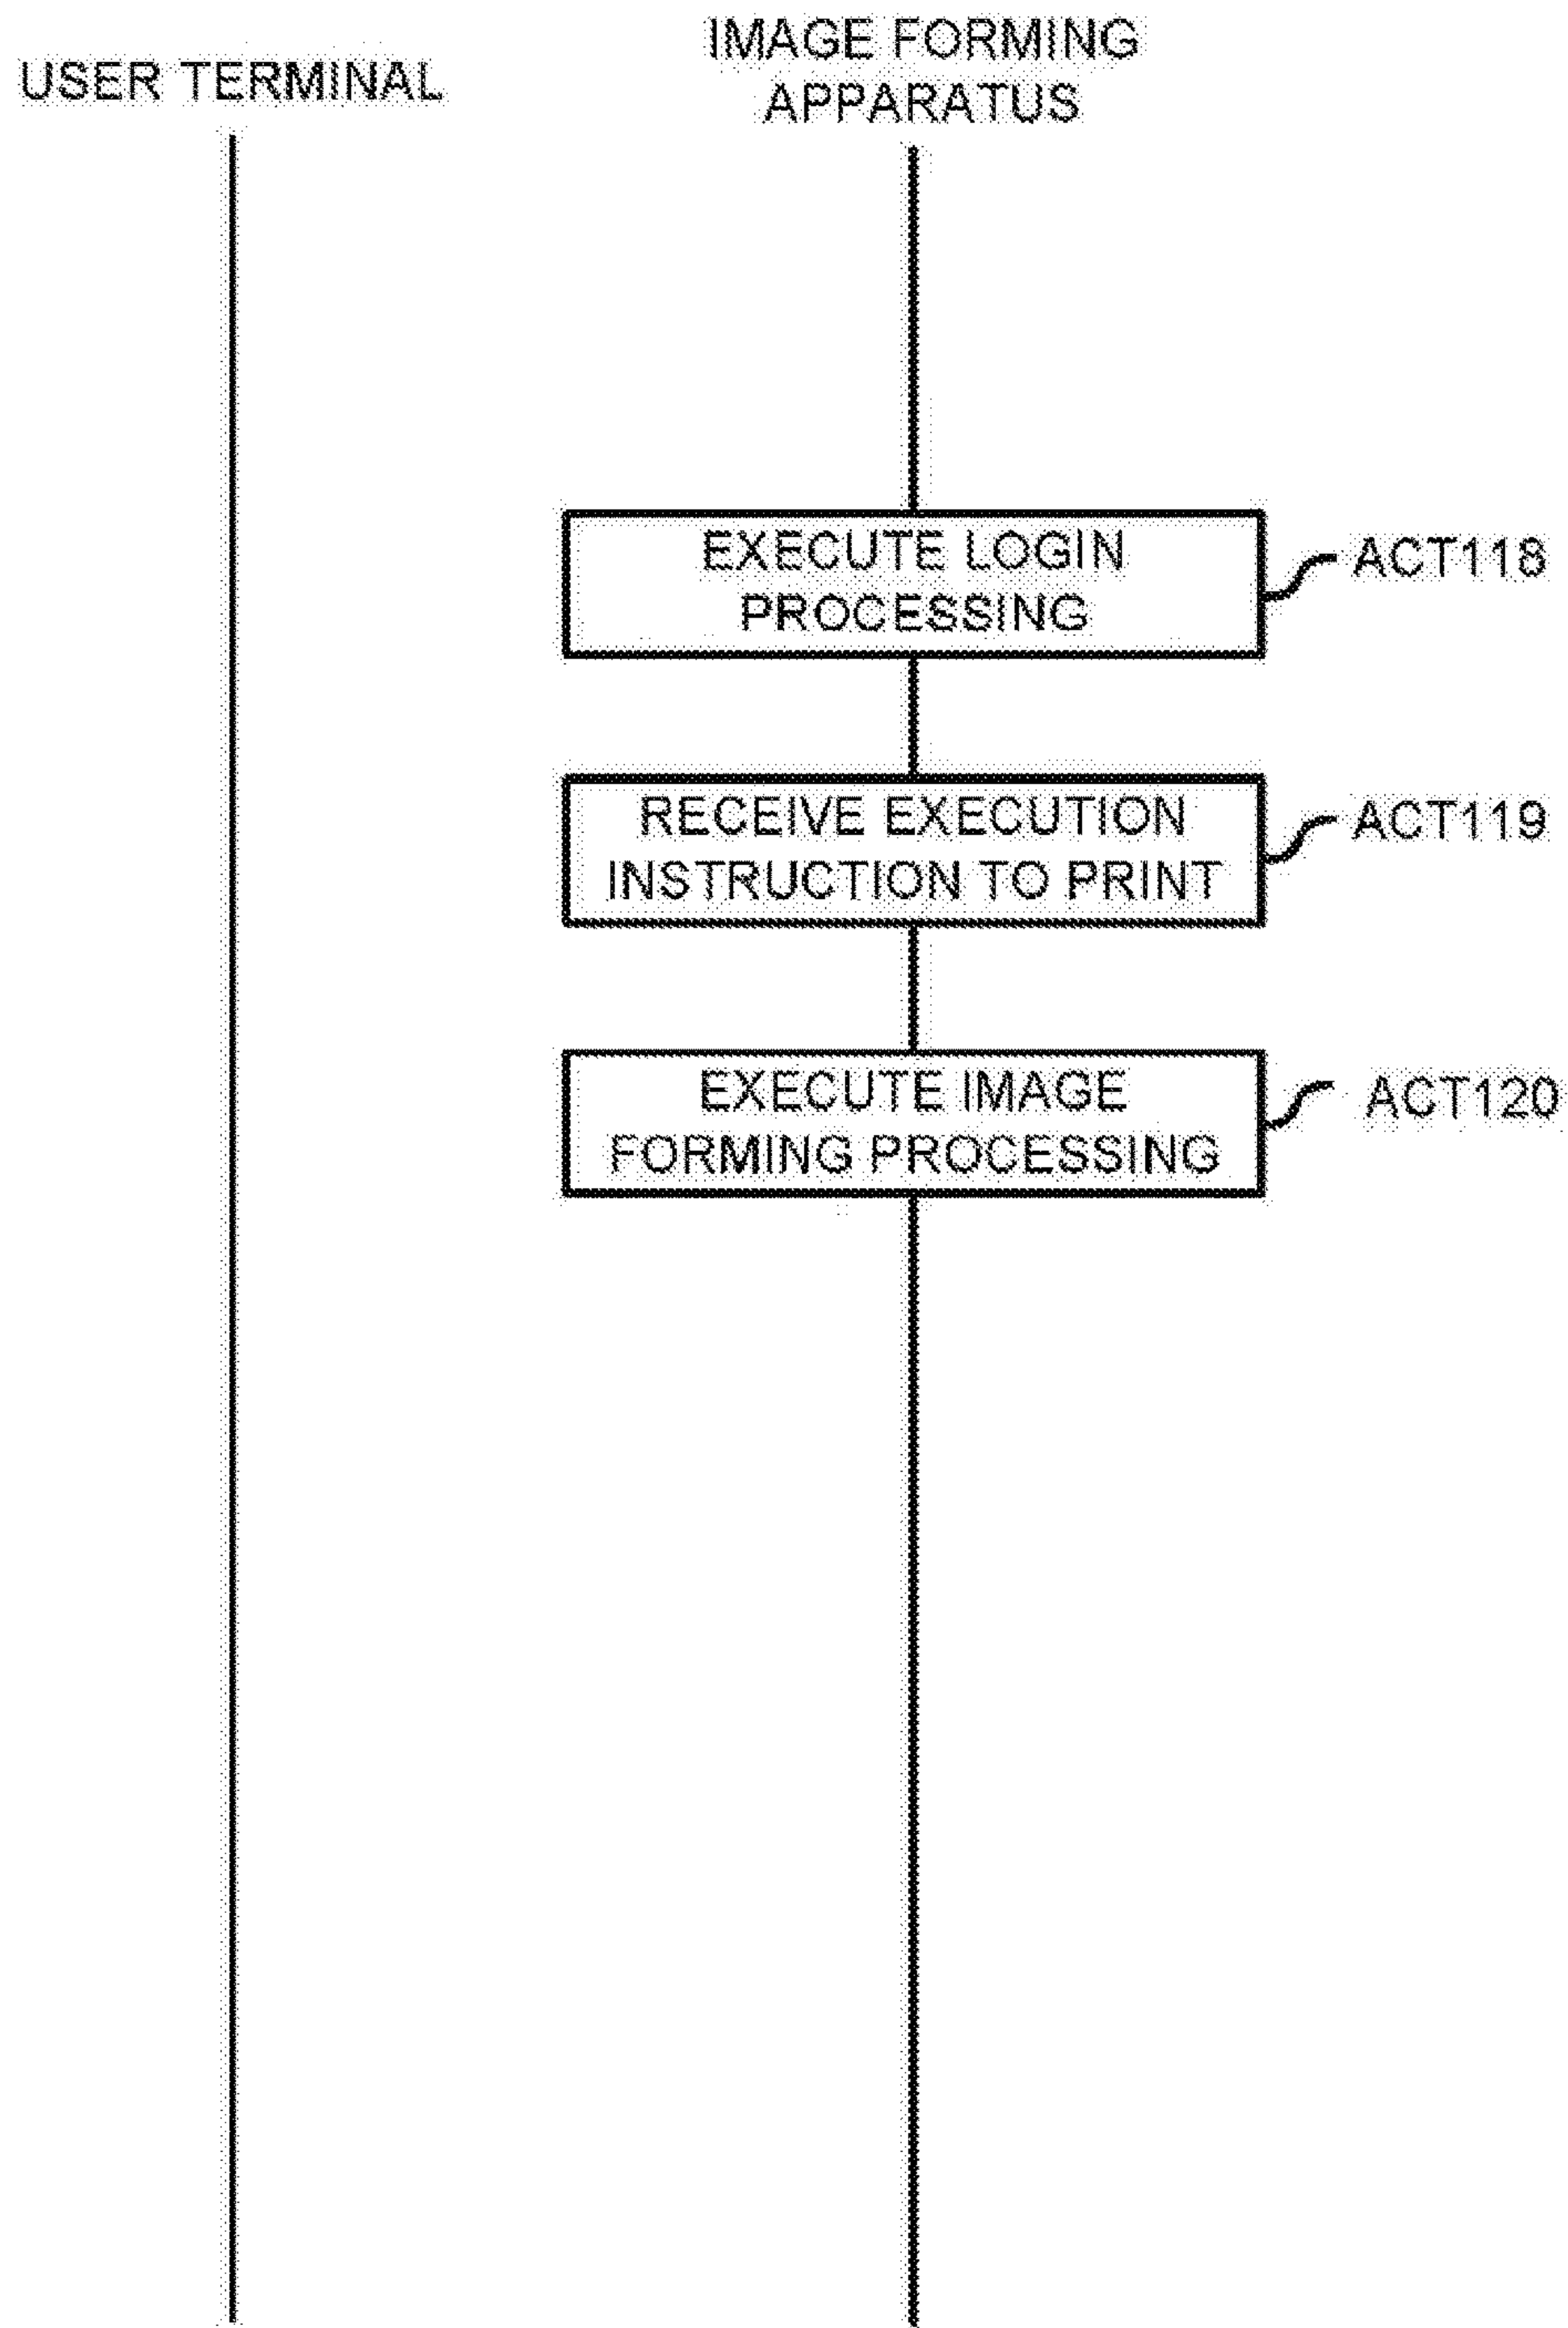 USER TERMINAL
IMAGE FORMING
APPARATUS
EXECUTE LOGIN
PROCESSING
ACT118
RECEIVE EXECUTION
INSTRUCTION TO PRINT
ACT119
EXECUTE IMAGE
FORMING PROCESSING
ACT120